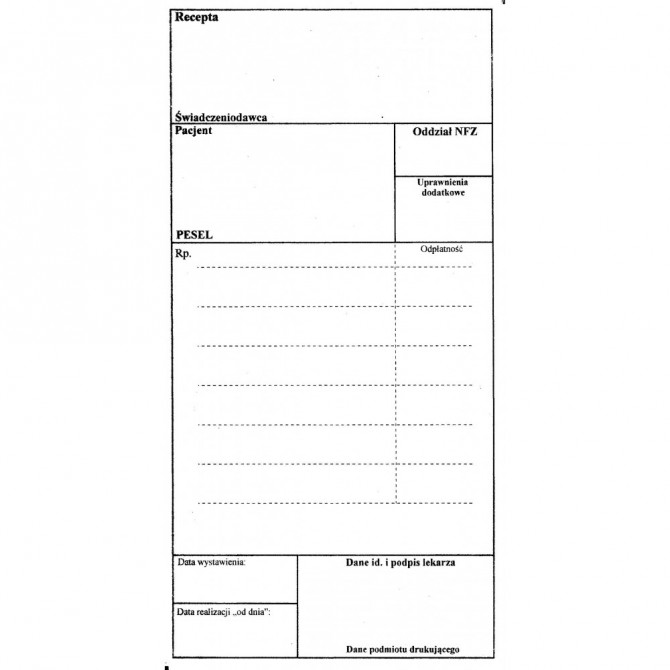 Recepta
Świadczeniodawca
Pacjent
Oddział NFZ
Uprawnienia
dodatkowe
PESEL
Rp.
Odpłatność
Data wystawienia:
Dane id. i podpis lekarza
Data realizacji „od dnia”:
Dane podmiotu drukującego